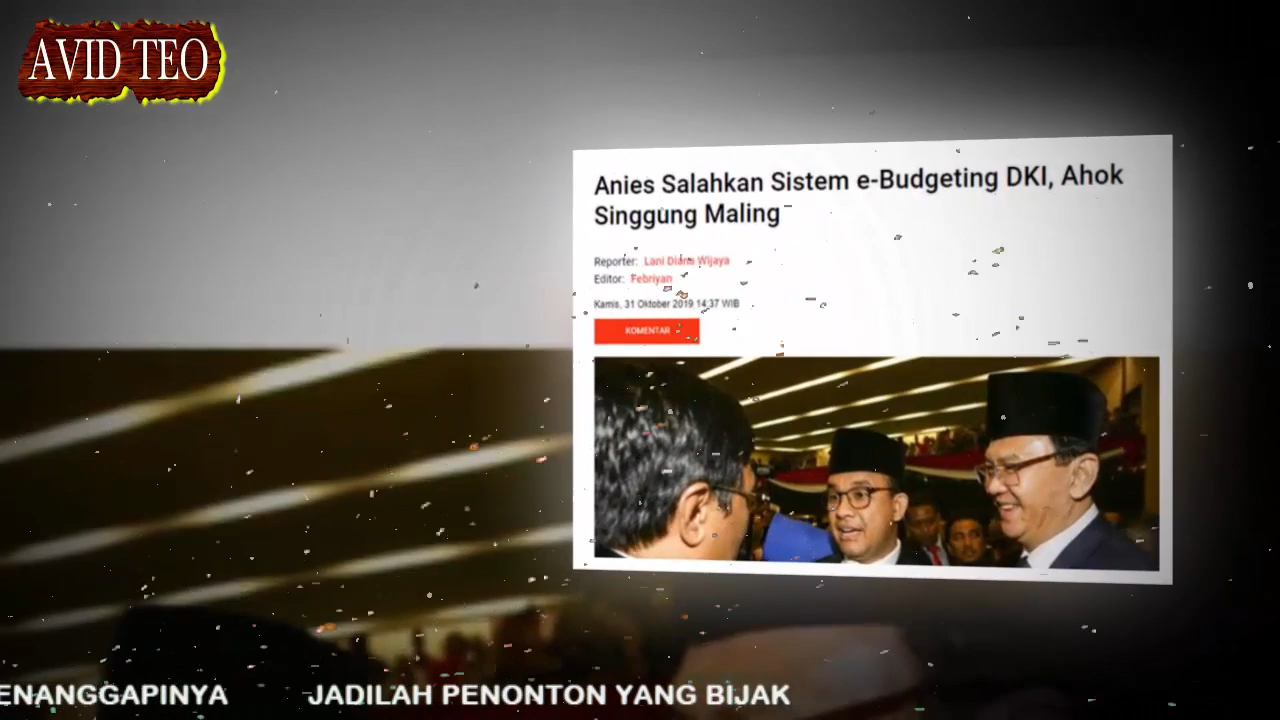 AVID TEO
Anies Salahkan Sistem e-Budgeting DKI, Ahok
Singgung Maling
Reporter: Lani Diana Wijaya
Editor: Febriyan
Kamis, 31 Oktober 2019 14:37 WIB
KOMENTAR
ENANGGAPINYA JADILAH PENONTON YANG BIJAK